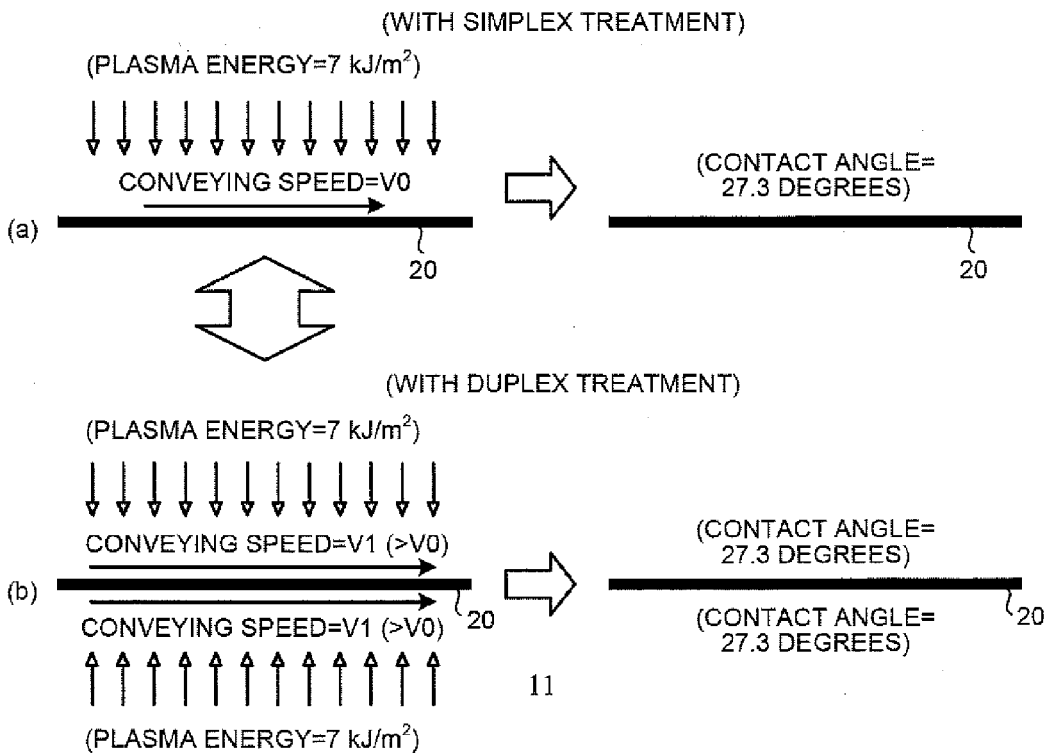 (WITH SIMPLEX TREATMENT)
(PLASMA ENERGY=7 kJ/m²)
CONVEYING SPEED=V0
(CONTACT ANGLE=
27.3 DEGREES)
(a)
20
20
(WITH DUPLEX TREATMENT)
(PLASMA ENERGY=7 kJ/m²)
CONVEYING SPEED=V1 (>V0)
(CONTACT ANGLE=
27.3 DEGREES)
(b)
20
20
CONVEYING SPEED=V1 (>V0)
(CONTACT ANGLE=
27.3 DEGREES)
11
(PLASMA ENERGY=7 kJ/m²)